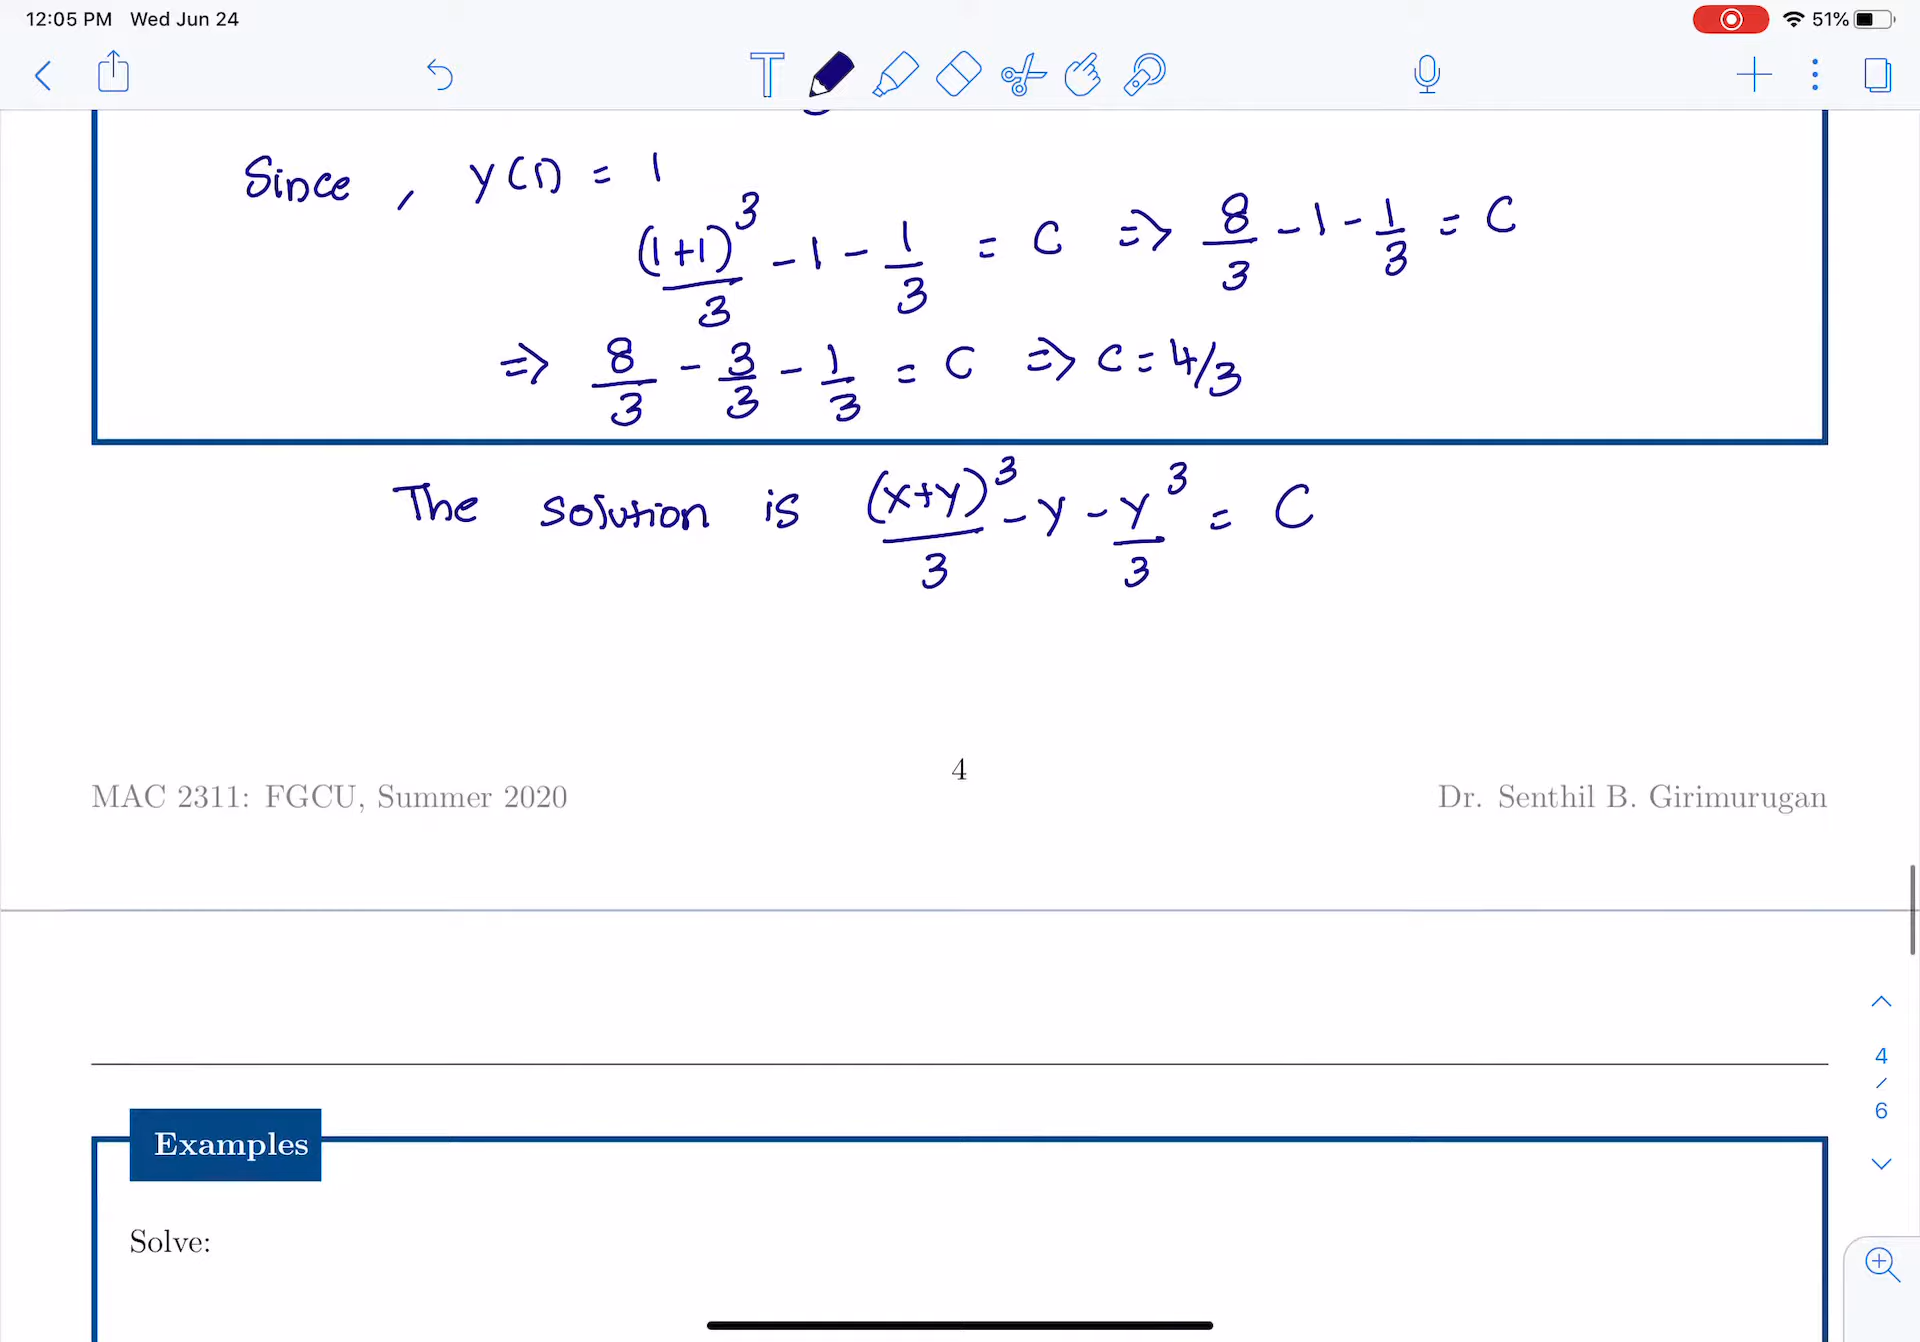 12:05 PM Wed Jun 24
51%
Since, y(1) = 1
(1+1)^3/3 - 1 - 1/3 = C => 8/3 - 1 - 1/3 = C
=> 8/3 - 3/3 - 1/3 = C => C = 4/3
The solution is (x+y)^3/3 - y - y^3/3 = C
4
MAC 2311: FGCU, Summer 2020 Dr. Senthil B. Girimurugan
4
/
6
Examples
Solve: